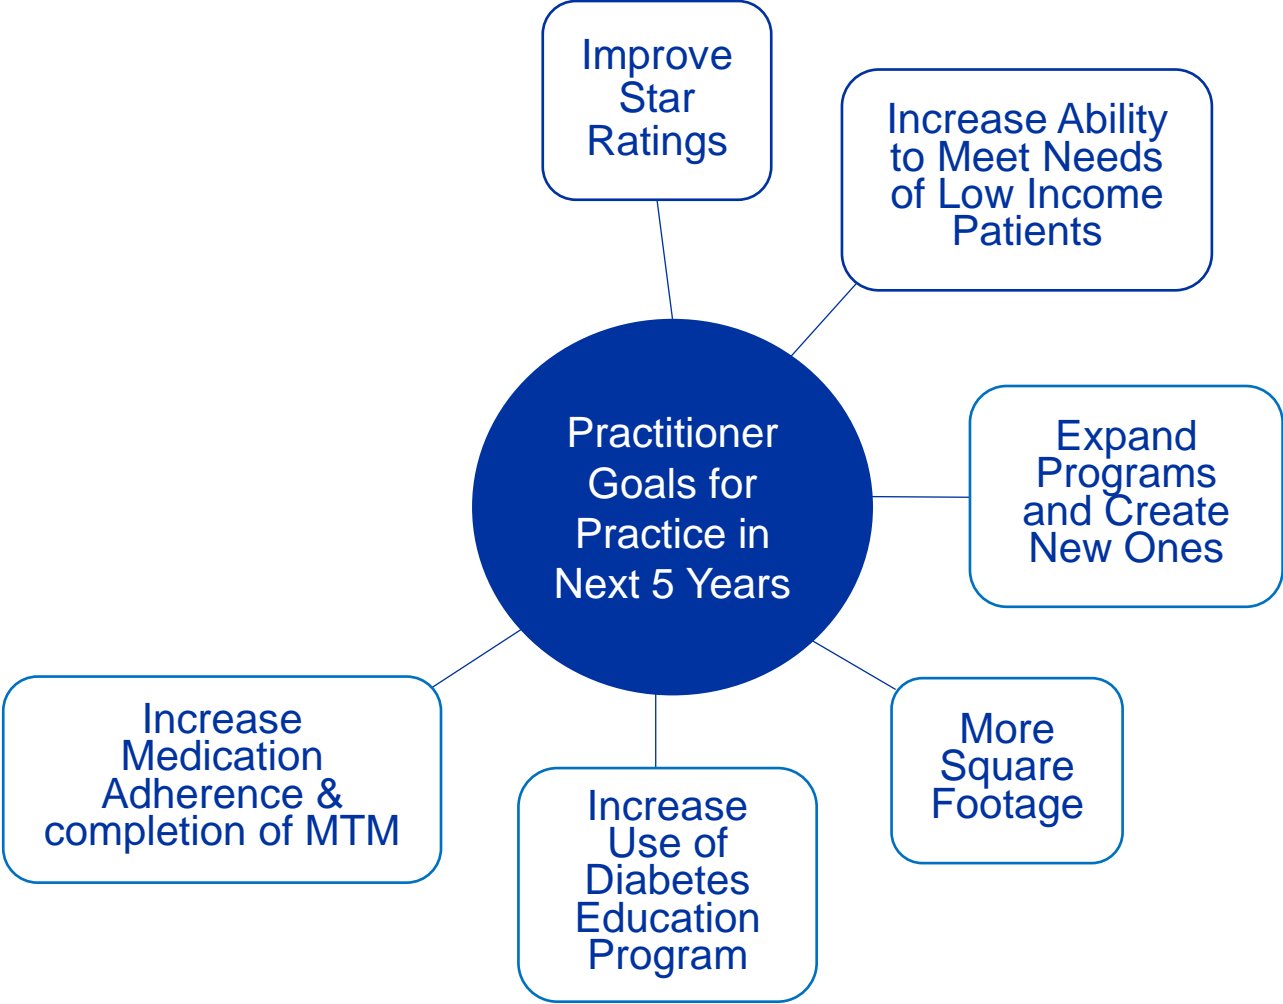 Improve
Star
Ratings
Increase Ability
to Meet Needs
of Low Income
Patients
Practitioner
Goals for
Practice in
Next 5 Years
Expand
Programs
and Create
New Ones
More
Square
Footage
Increase
Use of
Diabetes
Education
Program
Increase
Medication
Adherence &
completion of MTM